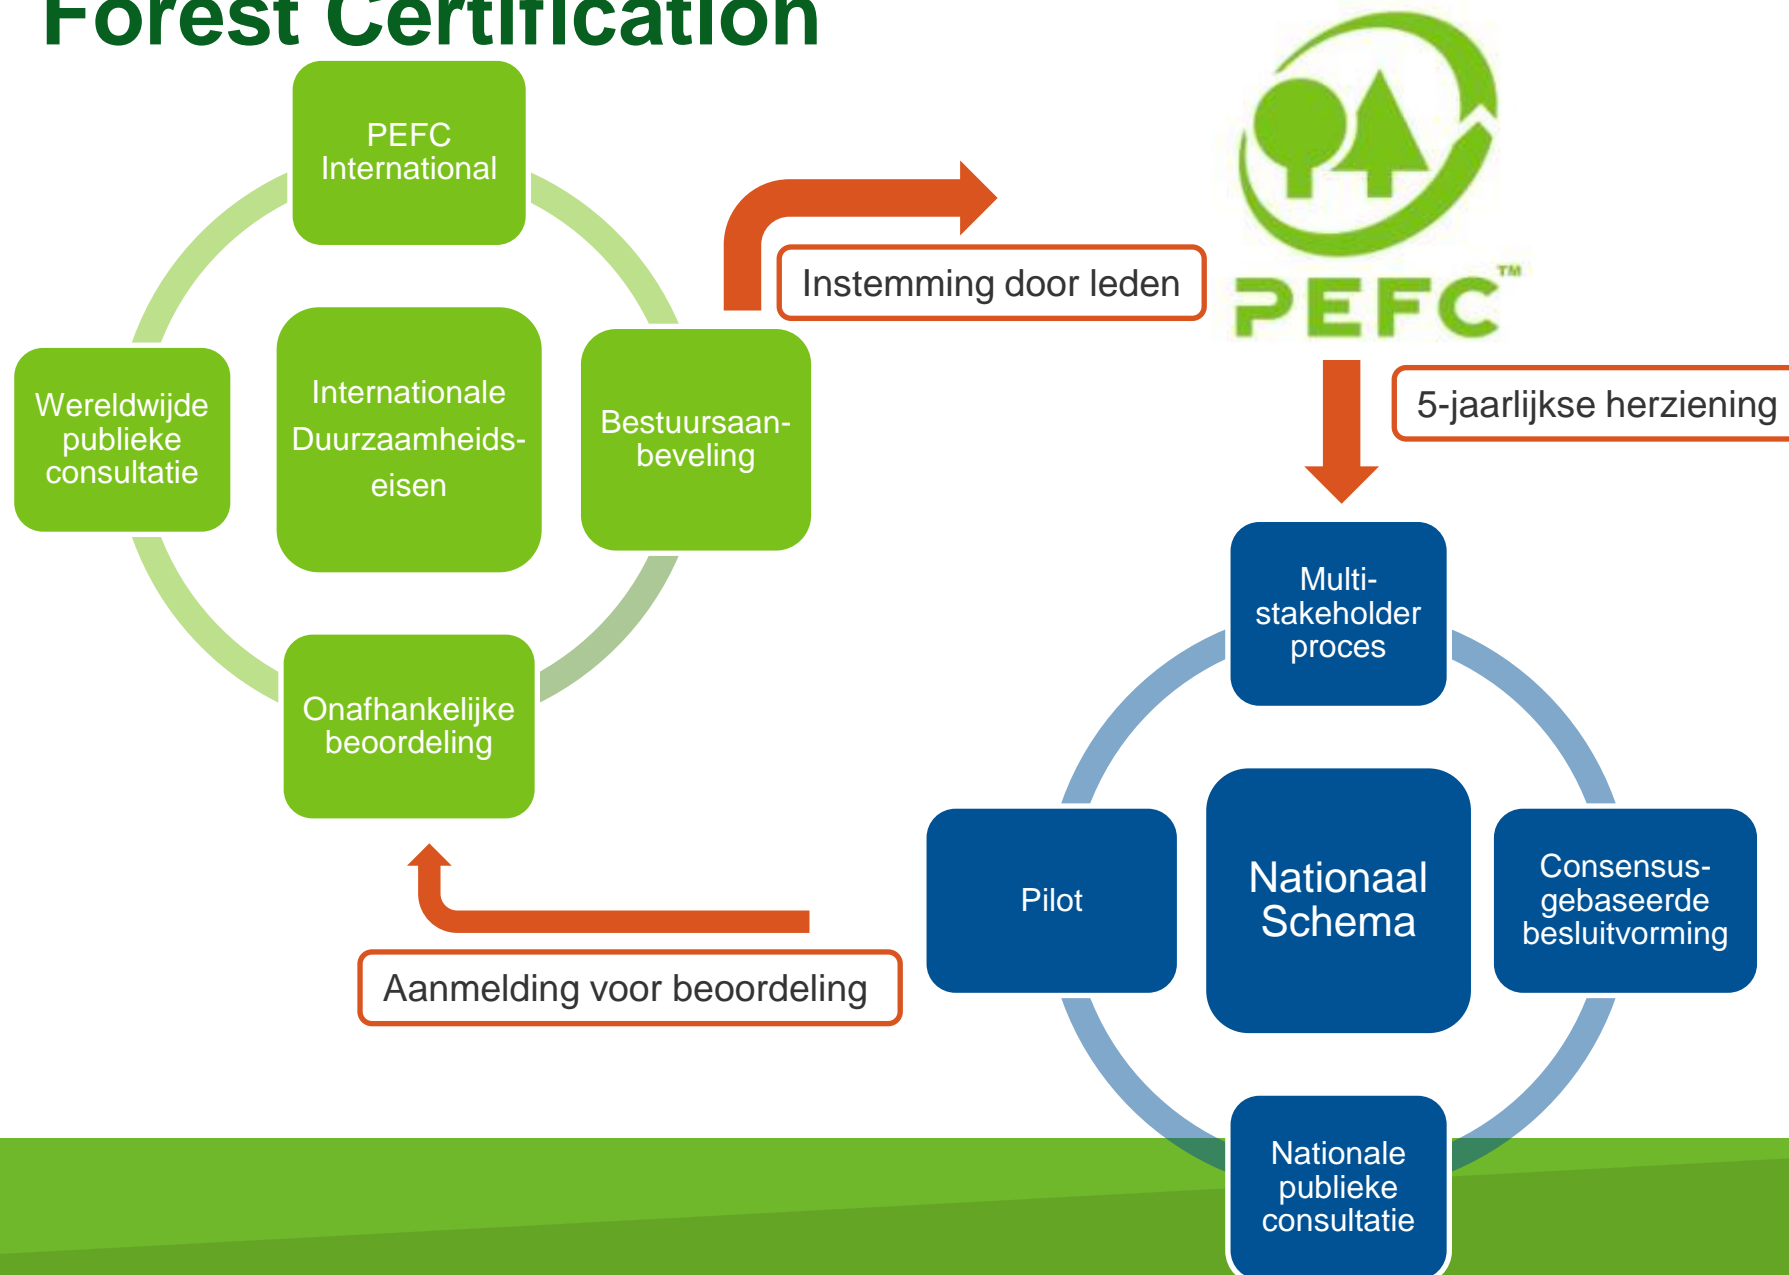 Forest Certification
PEFC
International
Wereldwijde
publieke
consultatie
Internationale
Duurzaamheids-
eisen
Bestuursaan-
beveling
Onafhankelijke
beoordeling
Instemming door leden
PEFC™
5-jaarlijkse herziening
Multi-
stakeholder
proces
Pilot
Nationaal
Schema
Consensus-
gebaseerde
besluitvorming
Nationale
publieke
consultatie
Aanmelding voor beoordeling